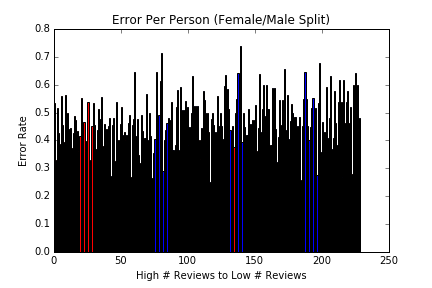 Error Per Person (Female/Male Split)
0.8
0.7
0.6
0.5
0.4
0.3
0.2
0.1
0.0
Error Rate
0 50 100 150 200 250
High # Reviews to Low # Reviews